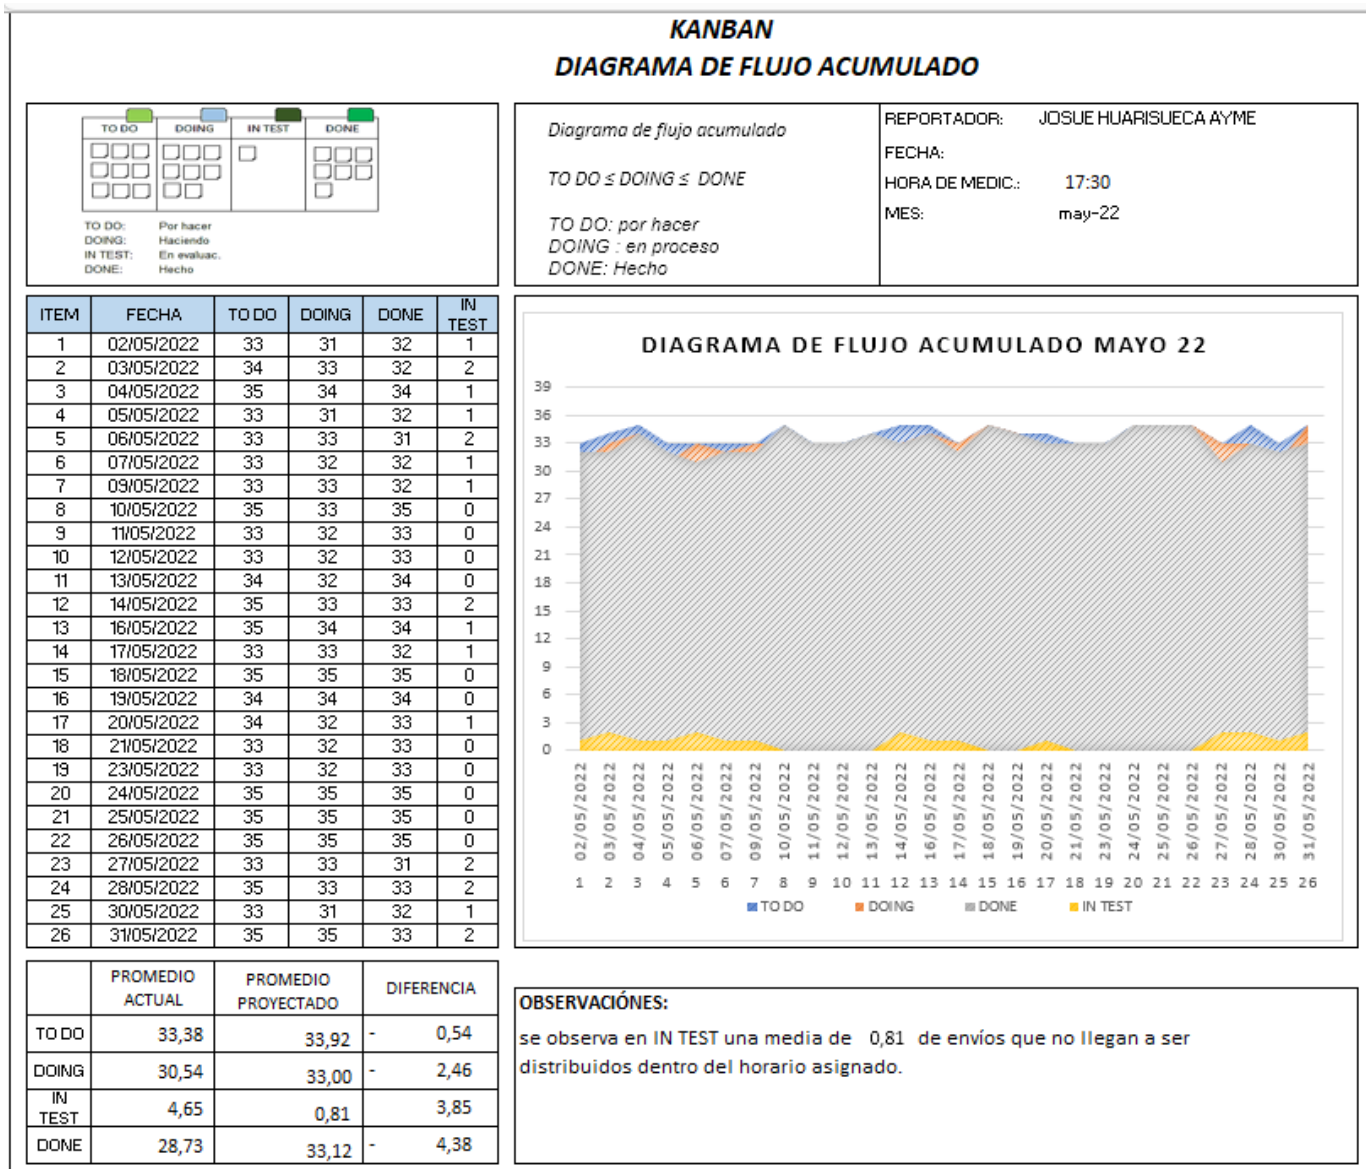 KANBAN
DIAGRAMA DE FLUJO ACUMULADO
TO DO DOING IN TEST DONE
TO DO: Por hacer
DOING: Haciendo
IN TEST: En evaluac.
DONE: Hecho
Diagrama de flujo acumulado
TO DO ≤ DOING ≤ DONE
TO DO: por hacer
DOING : en proceso
DONE: Hecho
REPORTADOR: JOSUE HUARISUECA AYME
FECHA:
HORA DE MEDIC.: 17:30
MES: may-22
ITEM FECHA TO DO DOING DONE IN TEST
1 02/05/2022 33 31 32 1
2 03/05/2022 34 33 32 2
3 04/05/2022 35 34 34 1
4 05/05/2022 33 31 32 1
5 06/05/2022 33 33 31 2
6 07/05/2022 33 32 32 1
7 09/05/2022 33 33 32 1
8 10/05/2022 35 33 35 0
9 11/05/2022 33 32 33 0
10 12/05/2022 33 32 33 0
11 13/05/2022 34 32 34 0
12 14/05/2022 35 33 33 2
13 16/05/2022 35 34 34 1
14 17/05/2022 33 33 32 1
15 18/05/2022 35 35 35 0
16 19/05/2022 34 34 34 0
17 20/05/2022 34 32 33 1
18 21/05/2022 33 32 33 0
19 23/05/2022 33 32 33 0
20 24/05/2022 35 35 35 0
21 25/05/2022 35 35 35 0
22 26/05/2022 35 35 35 0
23 27/05/2022 33 33 31 2
24 28/05/2022 35 33 33 2
25 30/05/2022 33 31 32 1
26 31/05/2022 35 35 33 2
DIAGRAMA DE FLUJO ACUMULADO MAYO 22
39
36
33
30
27
24
21
18
15
12
9
6
3
0
02/05/2022 03/05/2022 04/05/2022 05/05/2022 06/05/2022 07/05/2022 09/05/2022 10/05/2022 11/05/2022 12/05/2022 13/05/2022 14/05/2022 16/05/2022 17/05/2022 18/05/2022 19/05/2022 20/05/2022 21/05/2022 23/05/2022 24/05/2022 25/05/2022 26/05/2022 27/05/2022 28/05/2022 30/05/2022 31/05/2022
1 2 3 4 5 6 7 8 9 10 11 12 13 14 15 16 17 18 19 20 21 22 23 24 25 26
TO DO DOING DONE IN TEST
PROMEDIO ACTUAL PROMEDIO PROYECTADO DIFERENCIA
TO DO 33,38 33,92 - 0,54
DOING 30,54 33,00 - 2,46
IN TEST 4,65 0,81 3,85
DONE 28,73 33,12 - 4,38
OBSERVACIÓNES:
se observa en IN TEST una media de 0,81 de envíos que no llegan a ser
distribuidos dentro del horario asignado.